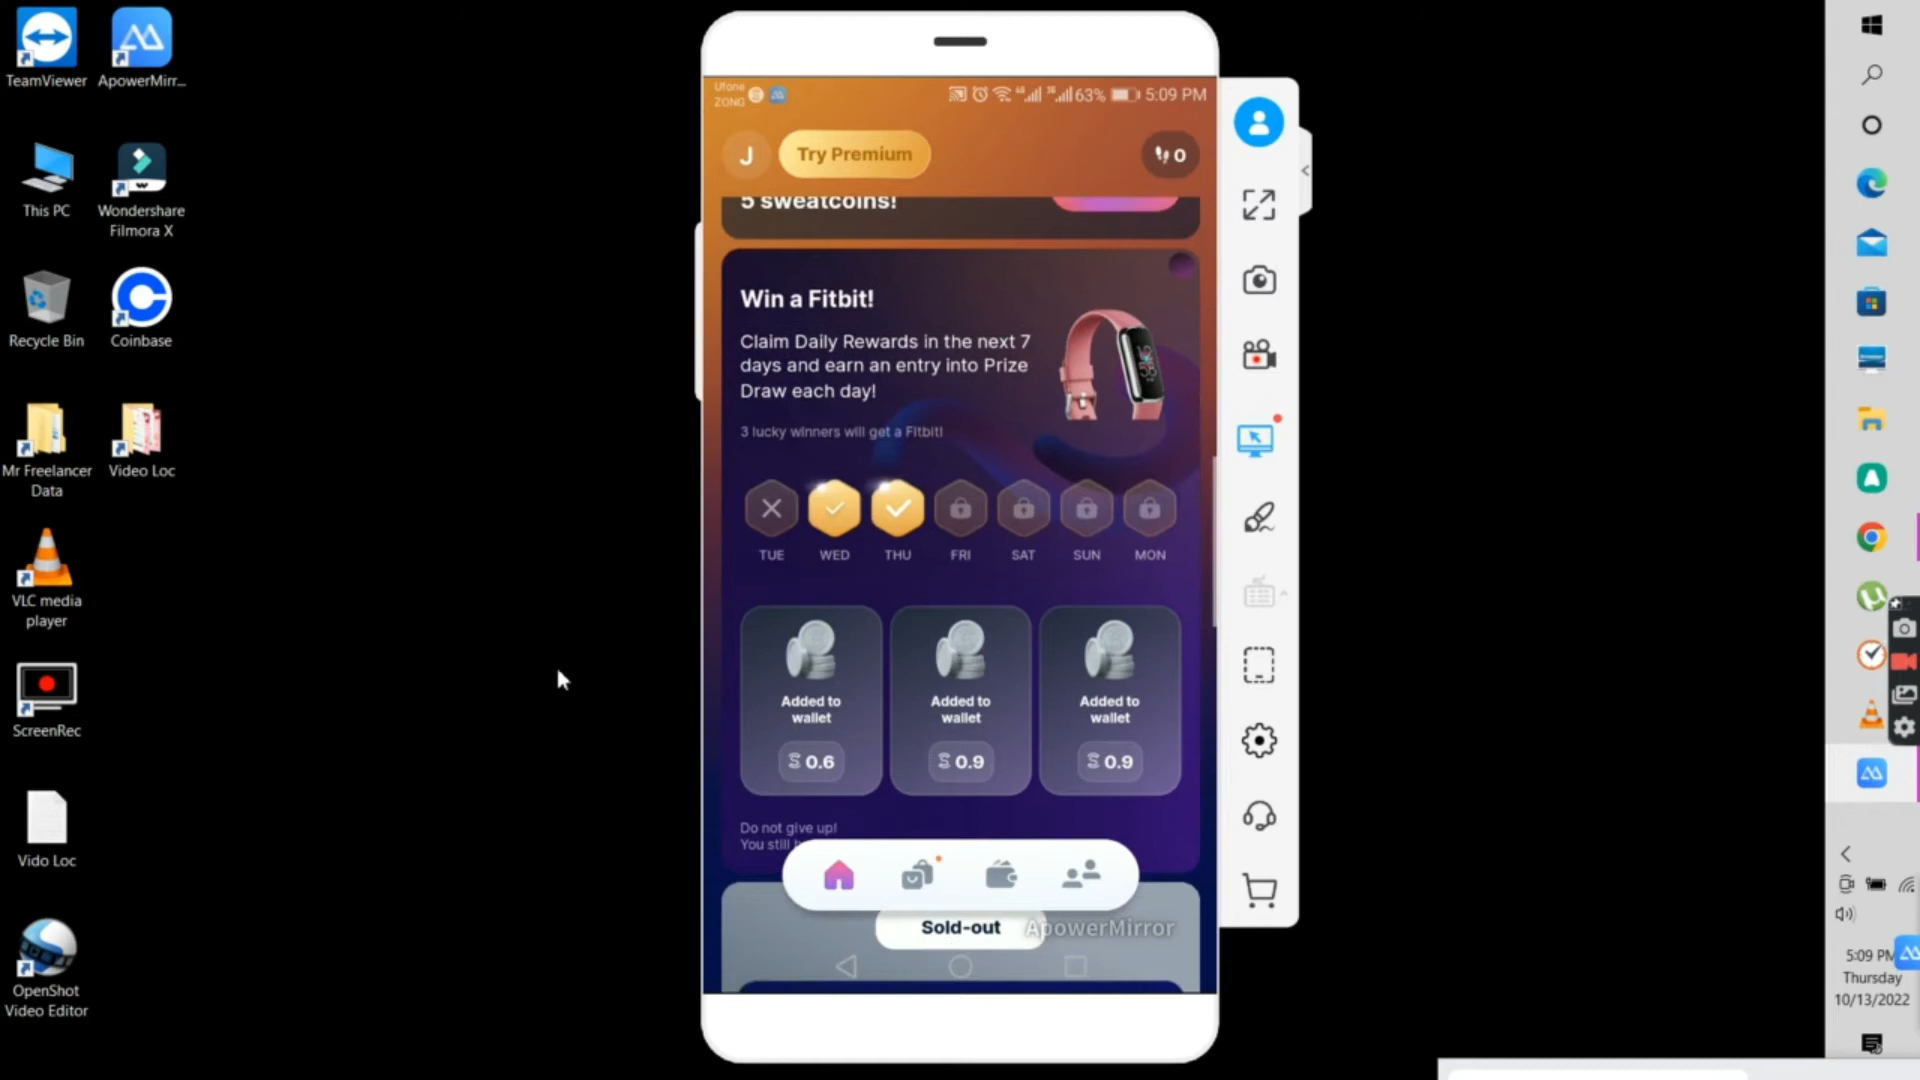 TeamViewer
ApowerMirr...
This PC
Wondershare
Filmora X
Recycle Bin
Coinbase
Mr Freelancer
Data
Video Loc
VLC media
player
ScreenRec
Vido Loc
OpenShot
Video Editor
Ufone
ZONG
63%
5:09 PM
J
Try Premium
0
5 sweatcoins!
Win a Fitbit!
Claim Daily Rewards in the next 7
days and earn an entry into Prize
Draw each day!
3 lucky winners will get a Fitbit!
TUE WED THU FRI SAT SUN MON
Added to
wallet
0.6
Added to
wallet
0.9
Added to
wallet
0.9
Do not give up!
You still
Sold-out
ApowerMirror
5:09 PM
Thursday
10/13/2022